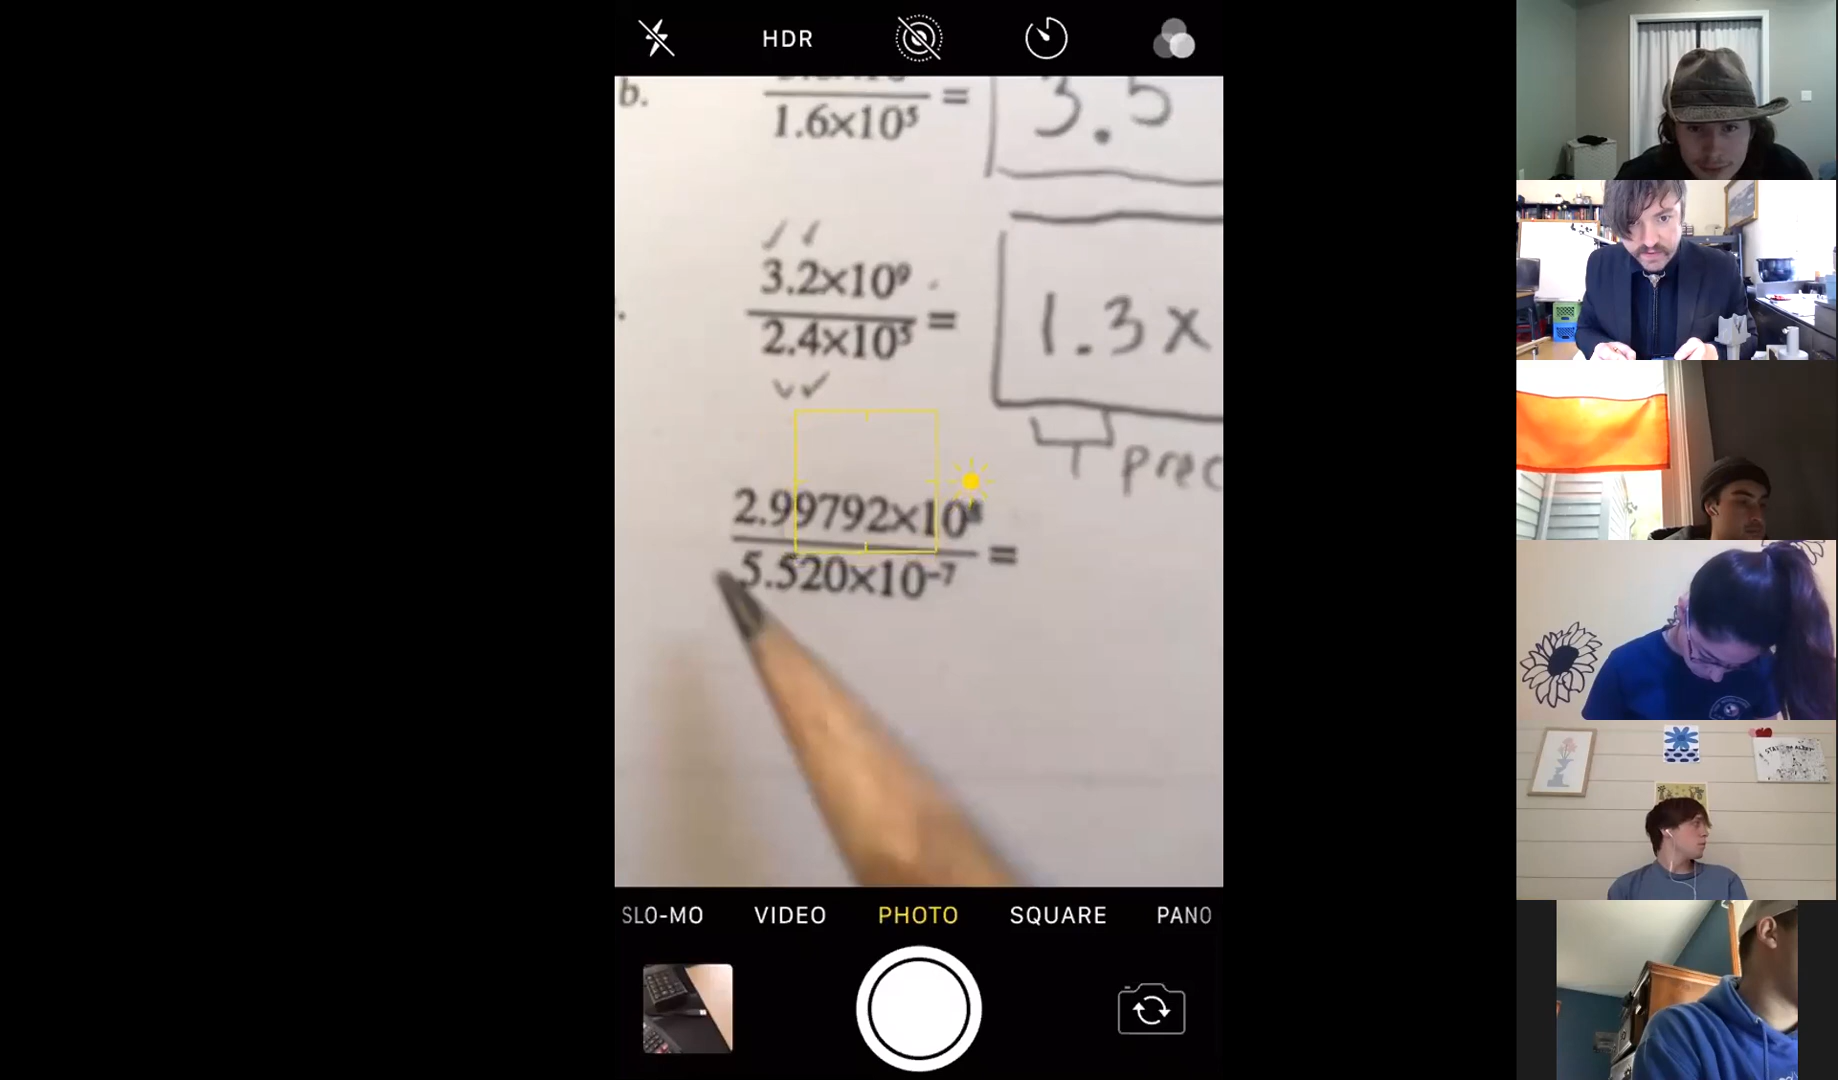 HDR
b.
1.6×10⁵ =
3.5
3.2×10⁹
2.4×10⁵
=
1.3×
prec
2.99792×10⁸
5.520×10⁻⁷
=
SLO-MO VIDEO PHOTO SQUARE PANO